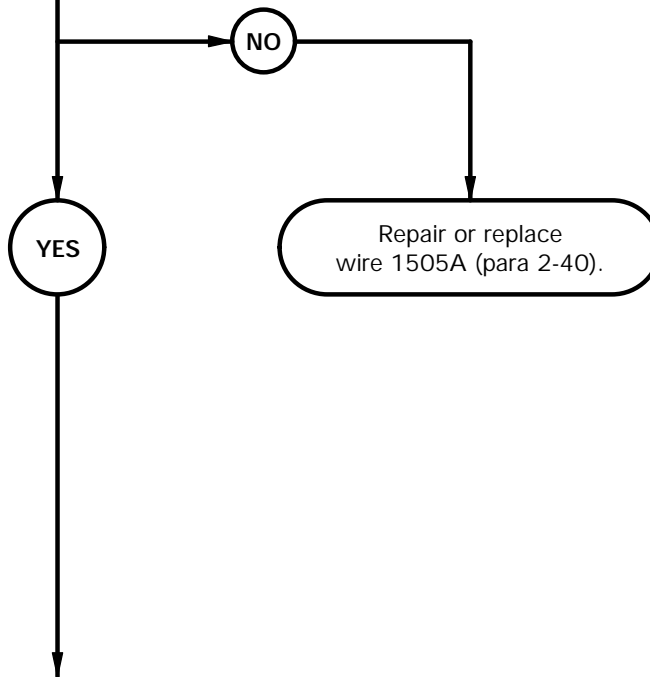 NO
YES
Repair or replace
wire 1505A (para 2-40).